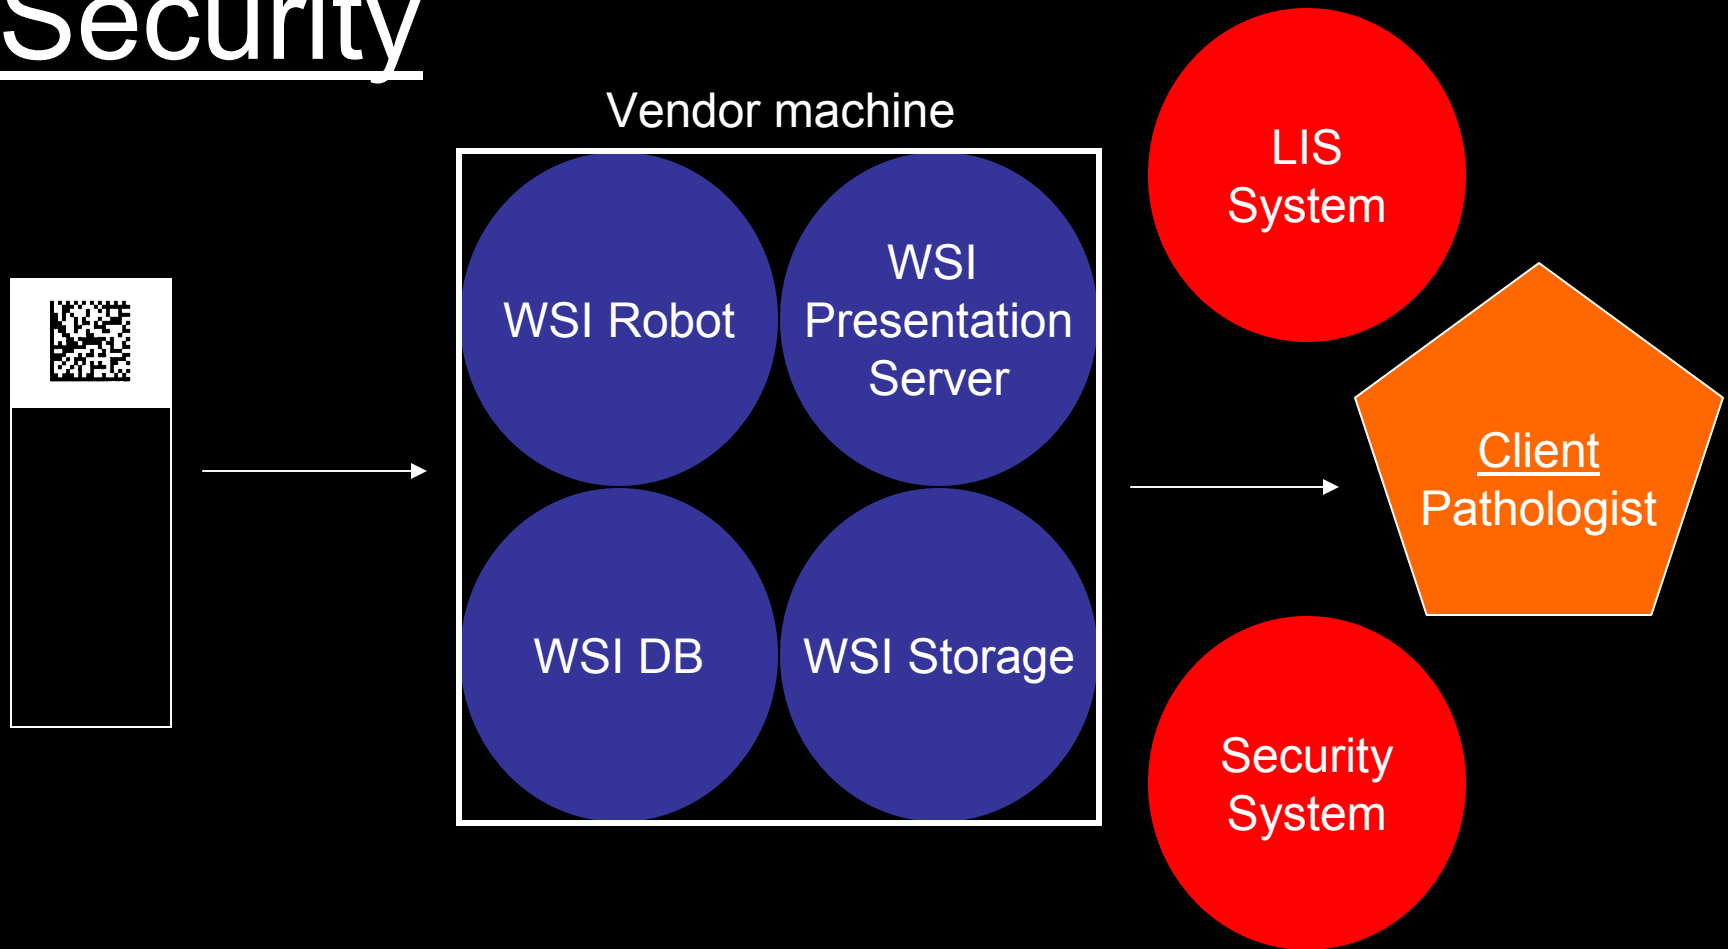 Security
Vendor machine
WSI Robot
WSI
Presentation
Server
WSI DB
WSI Storage
LIS
System
Client
Pathologist
Security
System